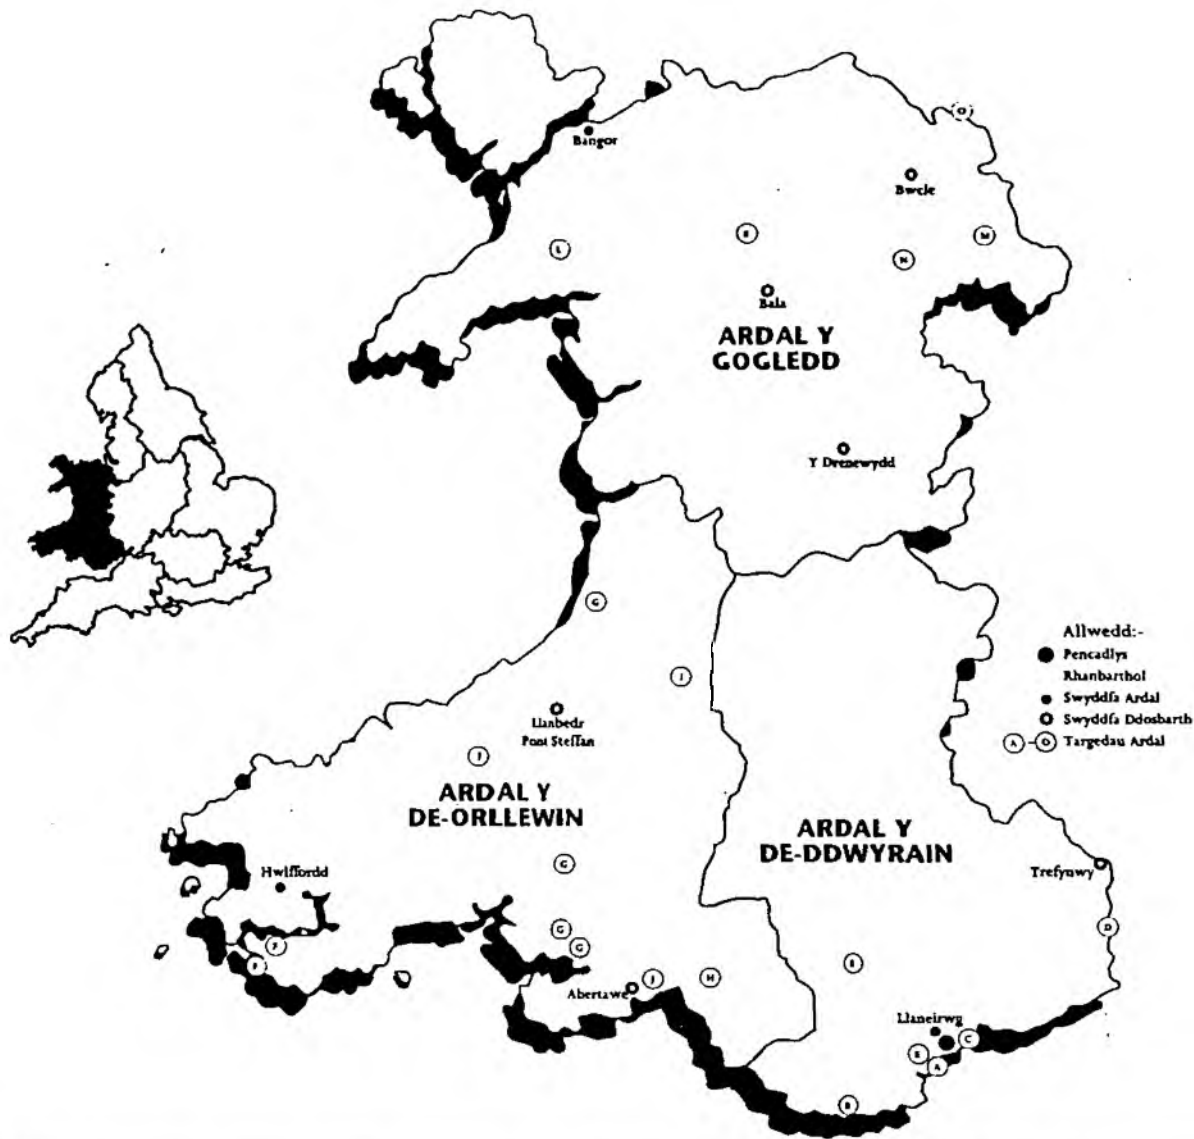 O
Bangor
Bwcle
L
M
N
Bala
ARDAL Y
GOGLEDD
Y Drenewydd
G
Allwedd:-
Pencadlys
Rhanbarthol
Swyddfa Ardal
Swyddfa Ddosbarth
A - O Targedau Ardal
Llanbedr
Pont Steffan
J
ARDAL Y
DE-ORLLEWIN
ARDAL Y
DE-DDWYRAIN
G
Hwlffordd
Trefynwy
G
G
D
F
J
H
Abertawe
Llaneirwg
C
A